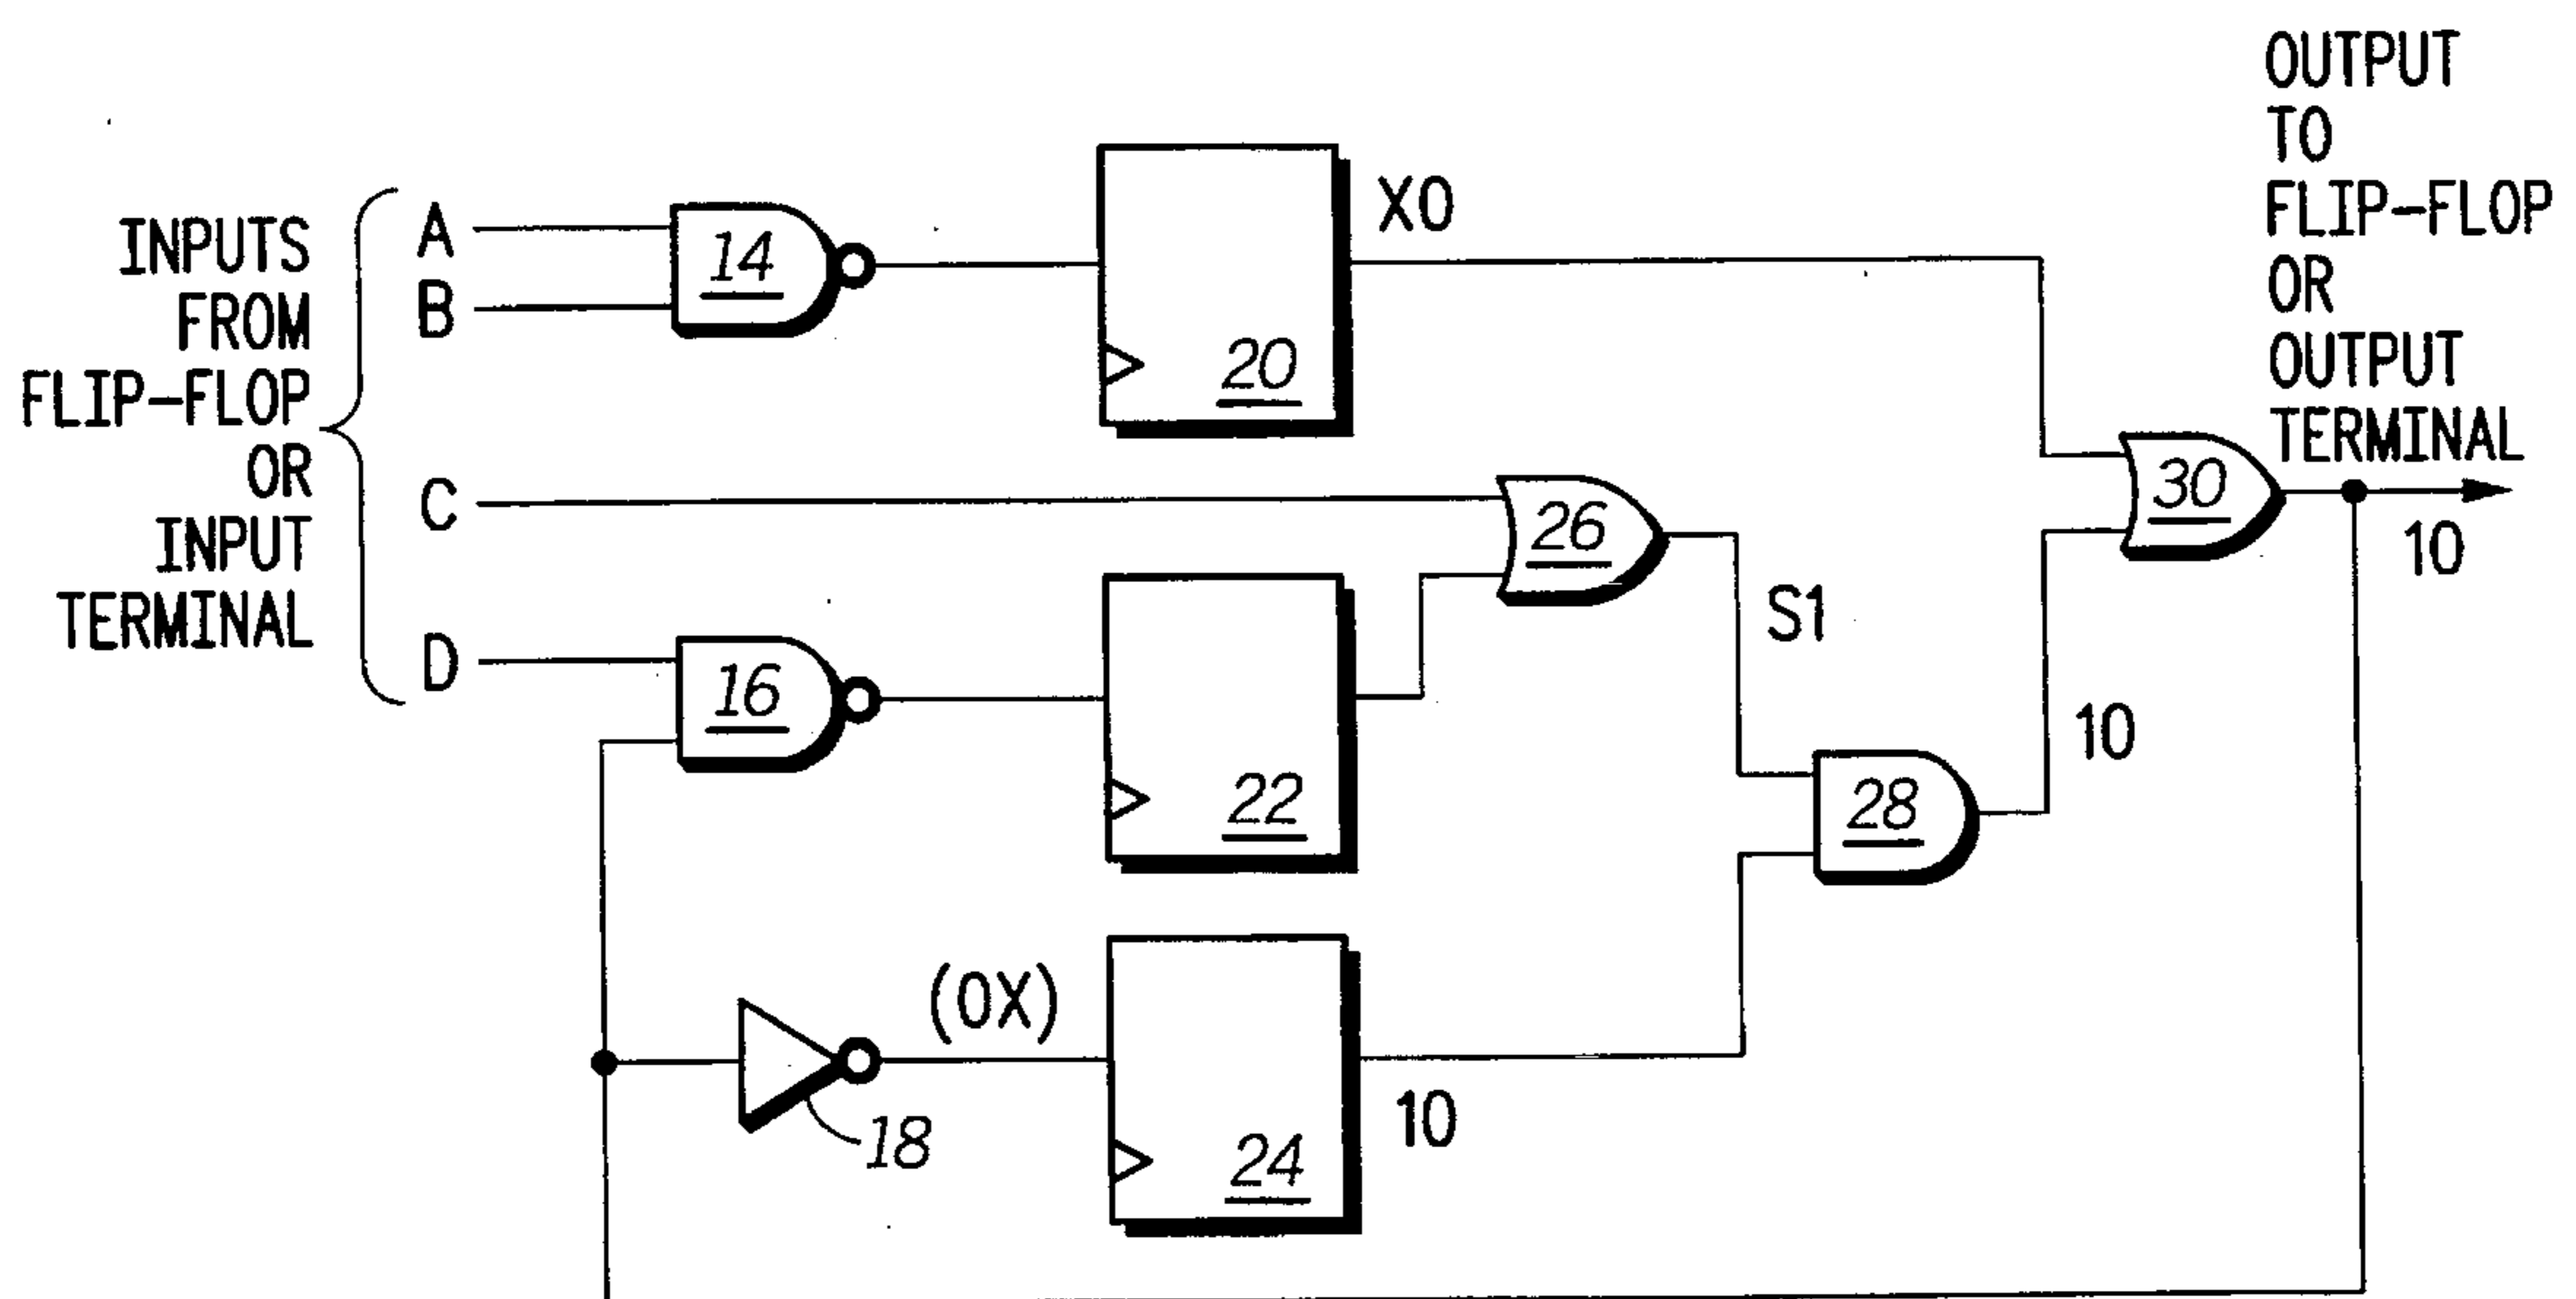 INPUTS
FROM
FLIP-FLOP
OR
INPUT
TERMINAL
A
B
C
D
14
16
18
(0X)
20
X0
22
24
10
26
S1
28
10
30
10
OUTPUT
TO
FLIP-FLOP
OR
OUTPUT
TERMINAL